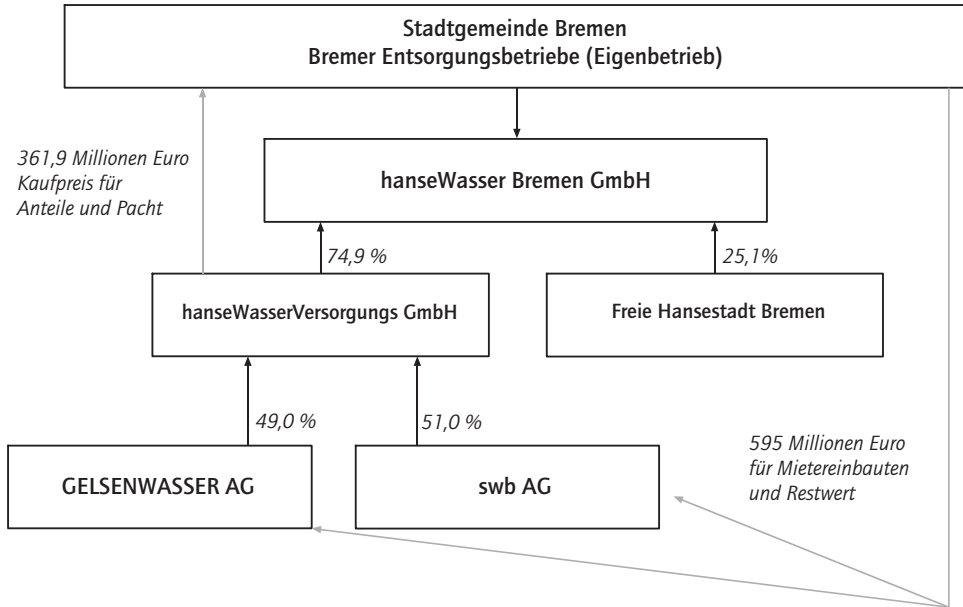 Stadtgemeinde Bremen
Bremer Entsorgungsbetriebe (Eigenbetrieb)
361,9 Millionen Euro
Kaufpreis für
Anteile und Pacht
hanseWasser Bremen GmbH
74,9 %
25,1%
hanseWasserVersorgungs GmbH
Freie Hansestadt Bremen
49,0 %
51,0 %
595 Millionen Euro
für Mietereinbauten
und Restwert
GELSENWASSER AG
swb AG